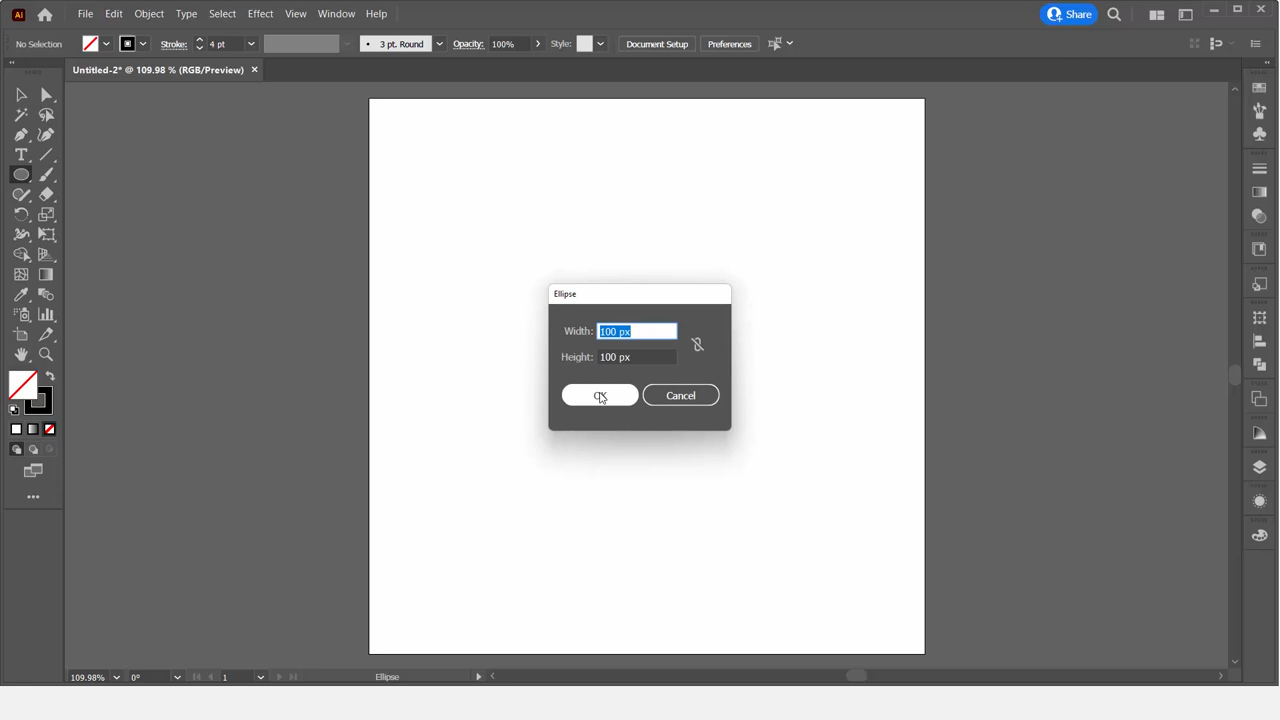 Ai File Edit Object Type Select Effect View Window Help Share
No Selection Stroke: 4 pt 3 pt. Round Opacity: 100% Style: Document Setup Preferences
Untitled-2* @ 109.98 % (RGB/Preview)
Ellipse
Width: 100 px
Height: 100 px
OK Cancel
109.98% 0° 1 Ellipse